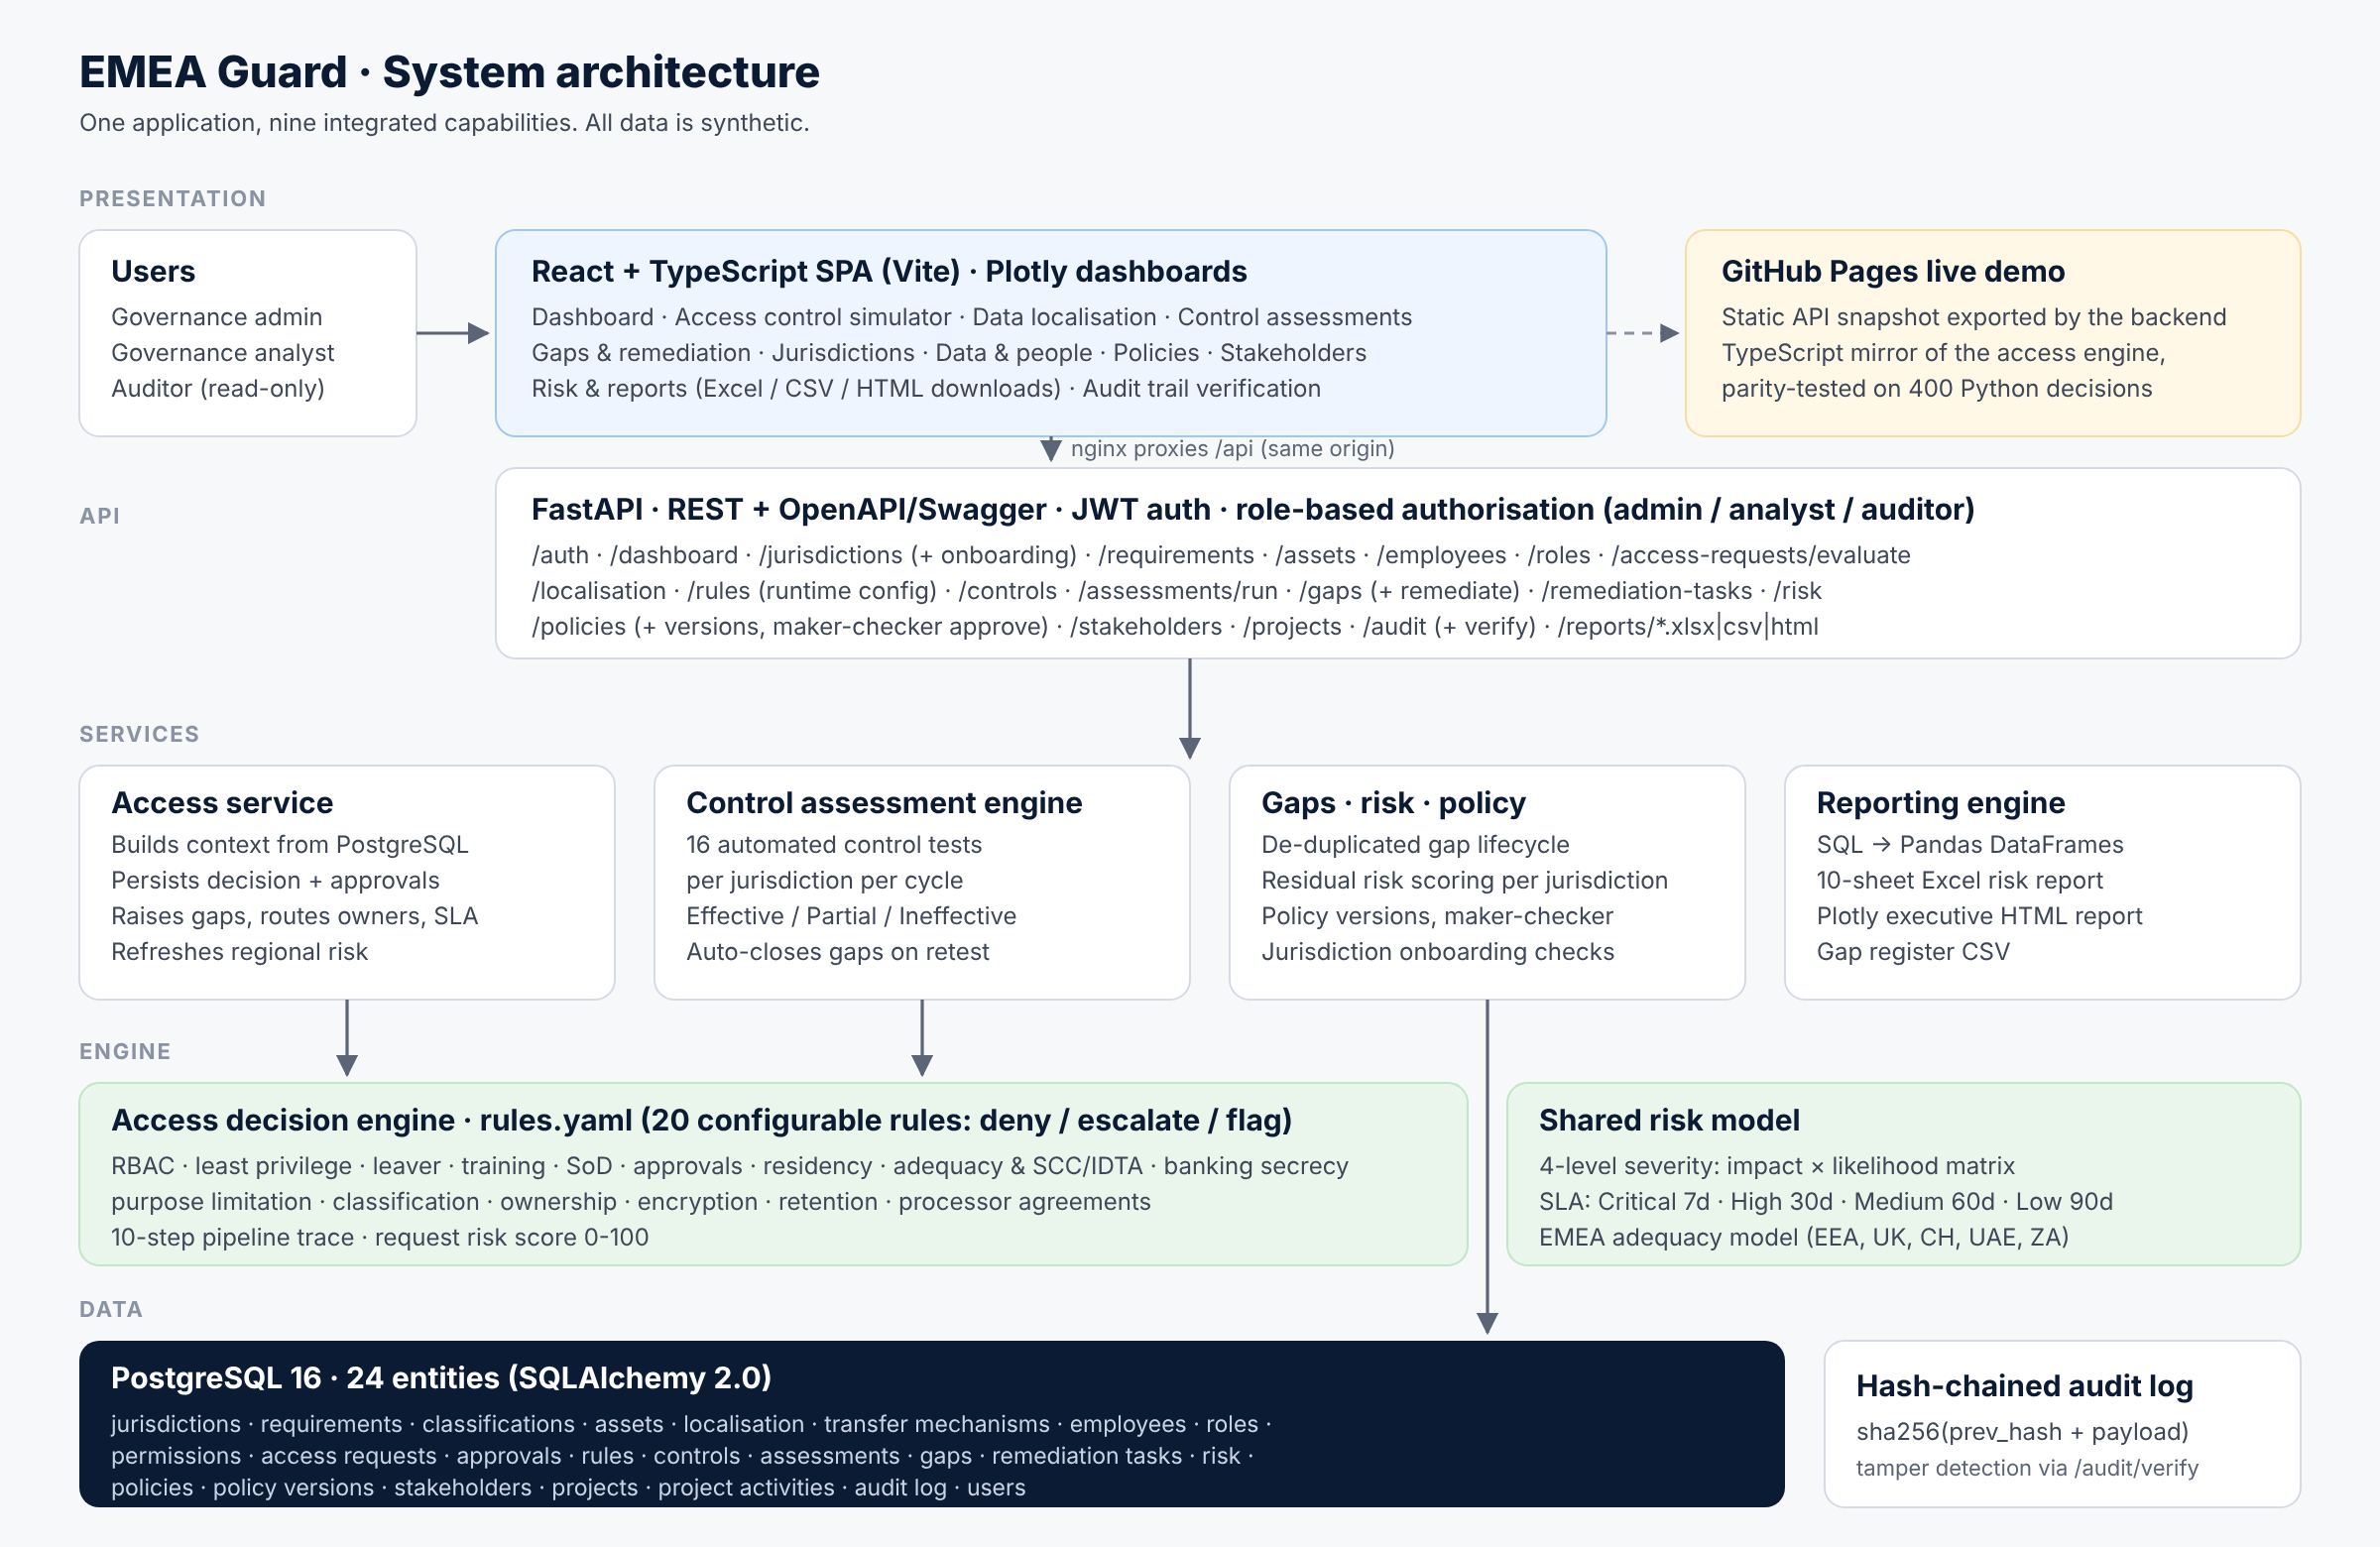 EMEA Guard · System architecture
One application, nine integrated capabilities. All data is synthetic.
PRESENTATION
Users
Governance admin
Governance analyst
Auditor (read-only)
React + TypeScript SPA (Vite) · Plotly dashboards
Dashboard · Access control simulator · Data localisation · Control assessments
Gaps & remediation · Jurisdictions · Data & people · Policies · Stakeholders
Risk & reports (Excel / CSV / HTML downloads) · Audit trail verification
GitHub Pages live demo
Static API snapshot exported by the backend
TypeScript mirror of the access engine,
parity-tested on 400 Python decisions
nginx proxies /api (same origin)
API
FastAPI · REST + OpenAPI/Swagger · JWT auth · role-based authorisation (admin / analyst / auditor)
/auth · /dashboard · /jurisdictions (+ onboarding) · /requirements · /assets · /employees · /roles · /access-requests/evaluate
/localisation · /rules (runtime config) · /controls · /assessments/run · /gaps (+ remediate) · /remediation-tasks · /risk
/policies (+ versions, maker-checker approve) · /stakeholders · /projects · /audit (+ verify) · /reports/*.xlsx|csv|html
SERVICES
Access service
Builds context from PostgreSQL
Persists decision + approvals
Raises gaps, routes owners, SLA
Refreshes regional risk
Control assessment engine
16 automated control tests
per jurisdiction per cycle
Effective / Partial / Ineffective
Auto-closes gaps on retest
Gaps · risk · policy
De-duplicated gap lifecycle
Residual risk scoring per jurisdiction
Policy versions, maker-checker
Jurisdiction onboarding checks
Reporting engine
SQL → Pandas DataFrames
10-sheet Excel risk report
Plotly executive HTML report
Gap register CSV
ENGINE
Access decision engine · rules.yaml (20 configurable rules: deny / escalate / flag)
RBAC · least privilege · leaver · training · SoD · approvals · residency · adequacy & SCC/IDTA · banking secrecy
purpose limitation · classification · ownership · encryption · retention · processor agreements
10-step pipeline trace · request risk score 0-100
Shared risk model
4-level severity: impact × likelihood matrix
SLA: Critical 7d · High 30d · Medium 60d · Low 90d
EMEA adequacy model (EEA, UK, CH, UAE, ZA)
DATA
PostgreSQL 16 · 24 entities (SQLAlchemy 2.0)
jurisdictions · requirements · classifications · assets · localisation · transfer mechanisms · employees · roles ·
permissions · access requests · approvals · rules · controls · assessments · gaps · remediation tasks · risk ·
policies · policy versions · stakeholders · projects · project activities · audit log · users
Hash-chained audit log
sha256(prev_hash + payload)
tamper detection via /audit/verify